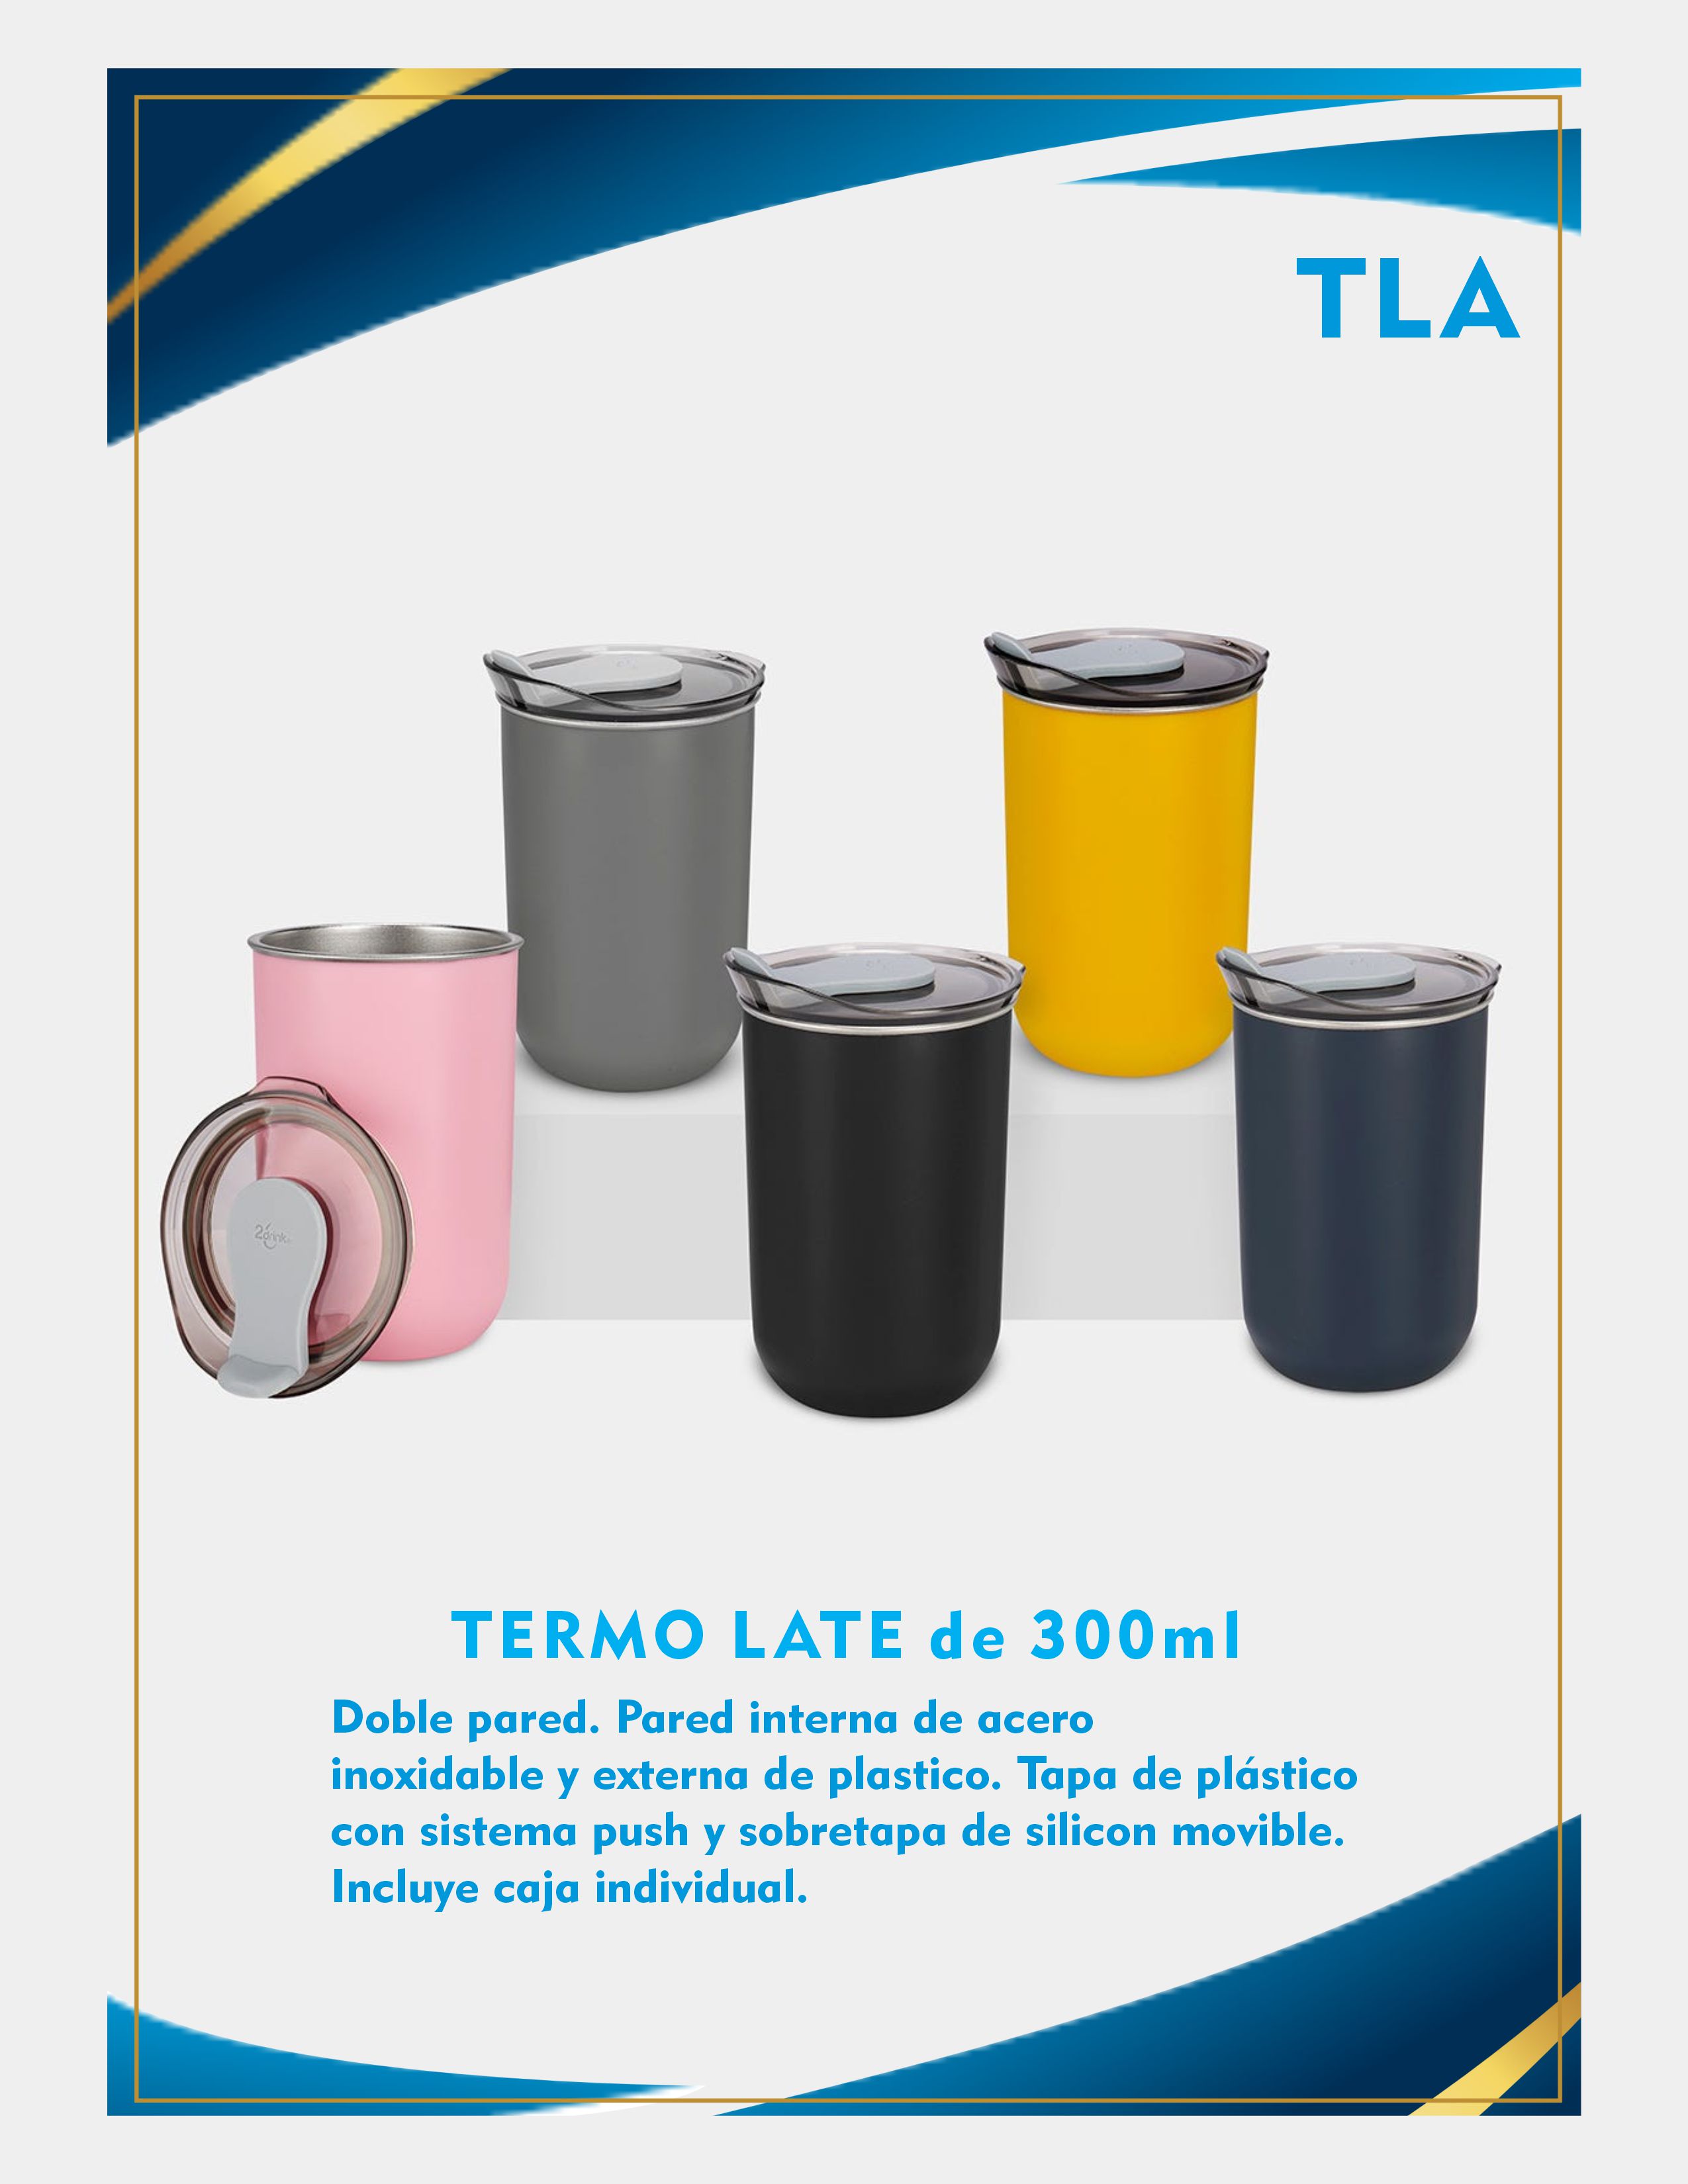 TLA
2drink
TERMO LATE de 300ml
Doble pared. Pared interna de acero
inoxidable y externa de plastico. Tapa de plástico
con sistema push y sobretapa de silicon movible.
Incluye caja individual.